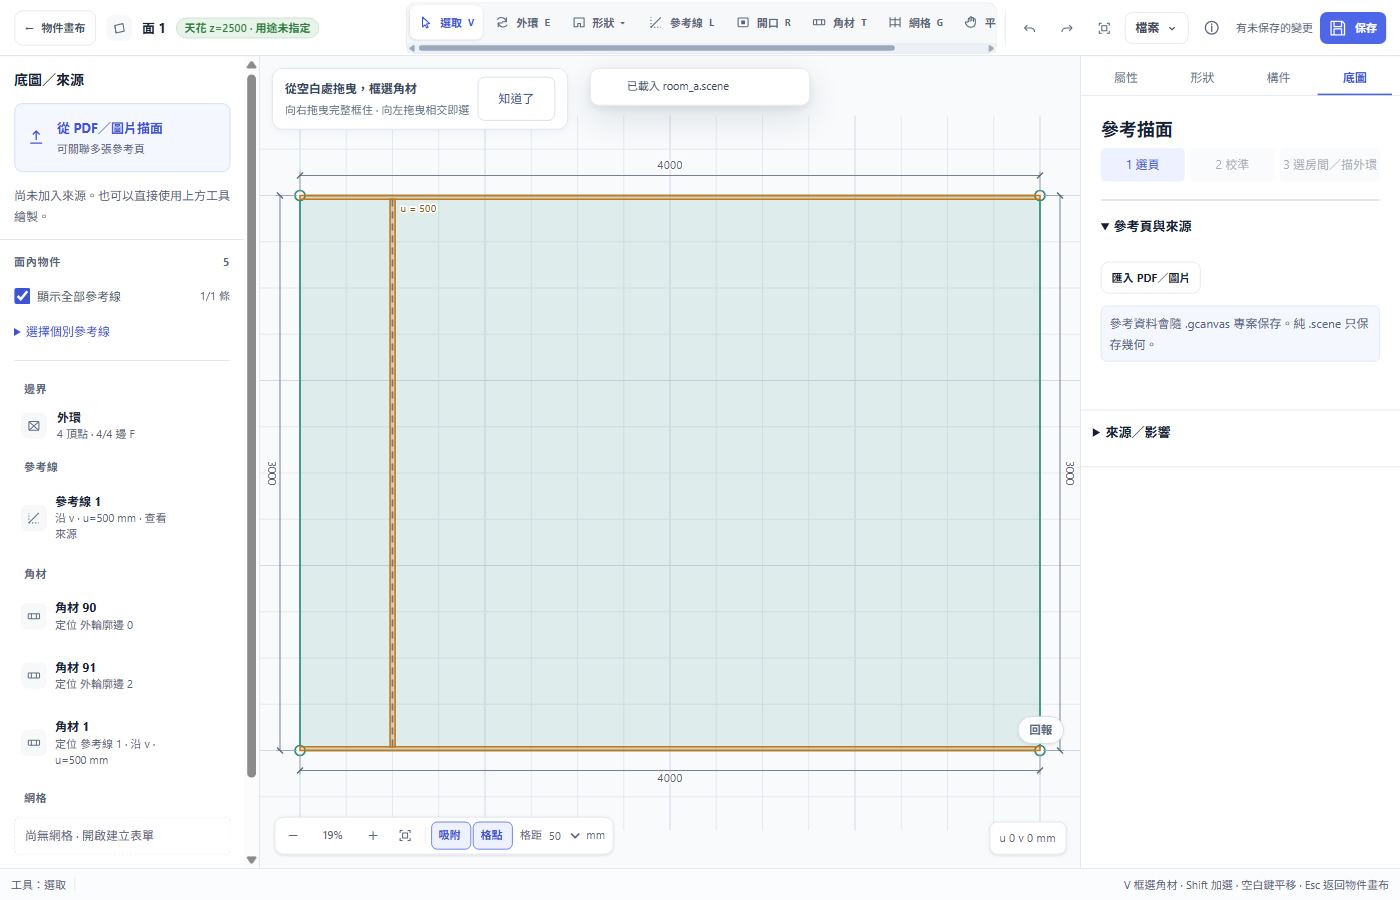 ← 物件畫布
面 1
天花 z=2500 · 用途未指定
選取 V
外環 E
形狀
參考線 L
開口 R
角材 T
網格 G
平
檔案
有未保存的變更
保存
底圖／來源
從 PDF／圖片描面
可關聯多張參考頁
尚未加入來源。也可以直接使用上方工具
繪製。
面內物件 5
顯示全部參考線 1/1 條
選擇個別參考線
邊界
外環
4 頂點 · 4/4 邊 F
參考線
參考線 1
沿 v · u=500 mm · 查看
來源
角材
角材 90
定位 外輪廓邊 0
角材 91
定位 外輪廓邊 2
角材 1
定位 參考線 1 · 沿 v ·
u=500 mm
網格
尚無網格 · 開啟建立表單
從空白處拖曳，框選角材
向右拖曳完整框住 · 向左拖曳相交即選
知道了
已載入 room_a.scene
4000
u = 500
3000
3000
4000
回報
− 19% +
吸附
格點
格距 50 mm
u 0 v 0 mm
屬性
形狀
構件
底圖
參考描面
1 選頁
2 校準
3 選房間／描外環
參考頁與來源
匯入 PDF／圖片
參考資料會隨 .gcanvas 專案保存。純 .scene 只保
存幾何。
來源／影響
工具：選取
V 框選角材 · Shift 加選 · 空白鍵平移 · Esc 返回物件畫布